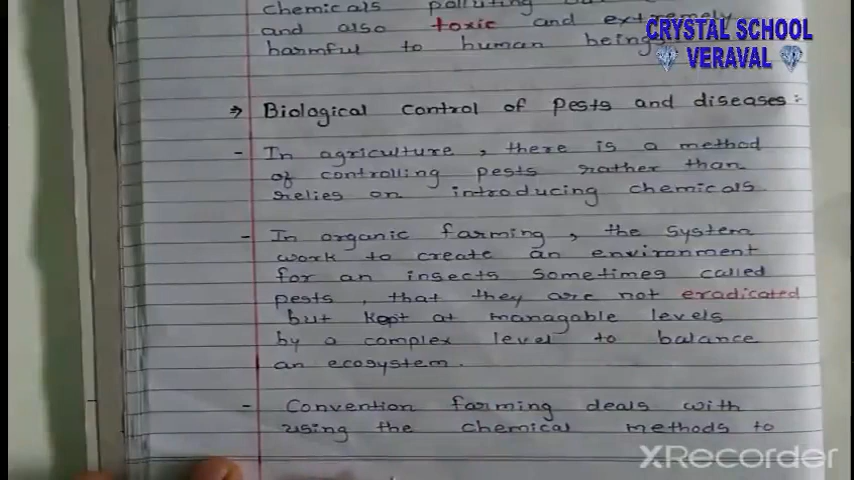 chemicals polluting
and also toxic and extremely
harmful to human being
CRYSTAL SCHOOL
VERAVAL
→ Biological control of Pests and diseases:
- In agriculture, there is a method
of controlling pests rather than
relies on introducing chemicals
- In organic farming, the system
work to create an environment
for an insects sometimes called
pests, that they are not eradicated
but kept at managable levels
by a complex level to balance
an ecosystem.
- Convention farming deals with
using the chemical methods to
XRecorder